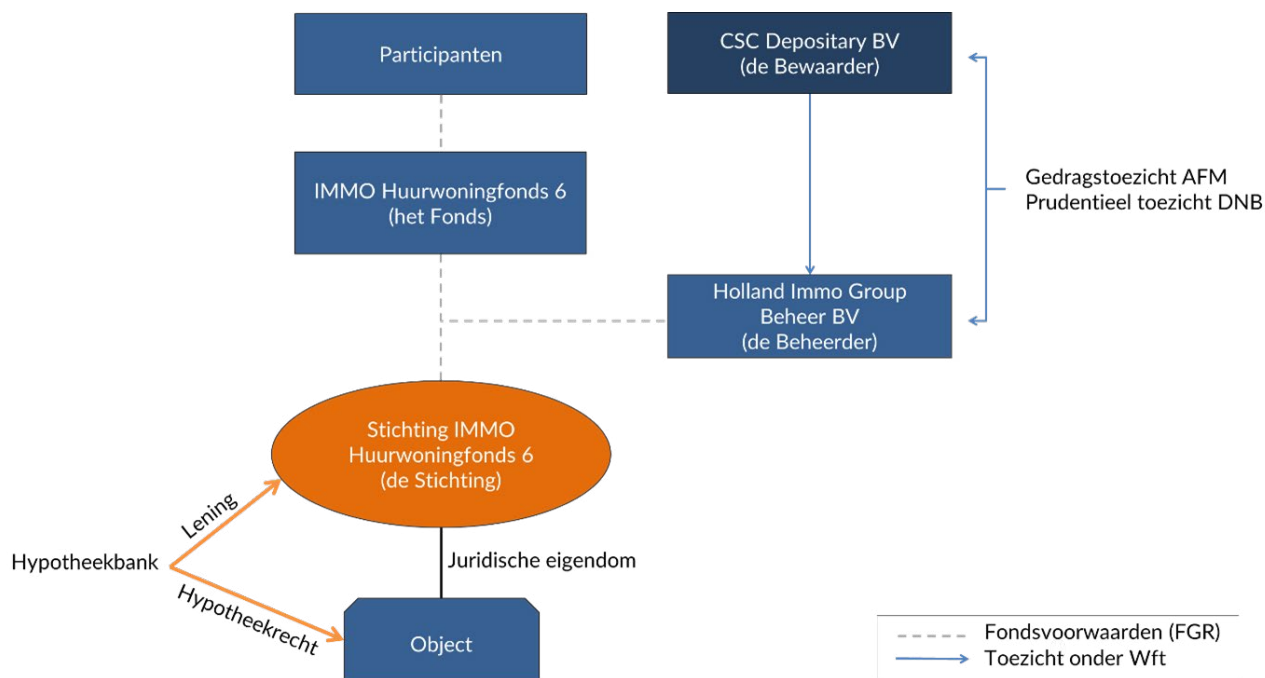 Participanten
CSC Depositary BV
(de Bewaarder)
IMMO Huurwoningfonds 6
(het Fonds)
Gedragstoezicht AFM
Prudentieel toezicht DNB
Holland Immo Group
Beheer BV
(de Beheerder)
Stichting IMMO
Huurwoningfonds 6
(de Stichting)
Lening
Hypotheekbank
Juridische eigendom
Hypotheekrecht
Object
Fondsvoorwaarden (FGR)
Toezicht onder Wft